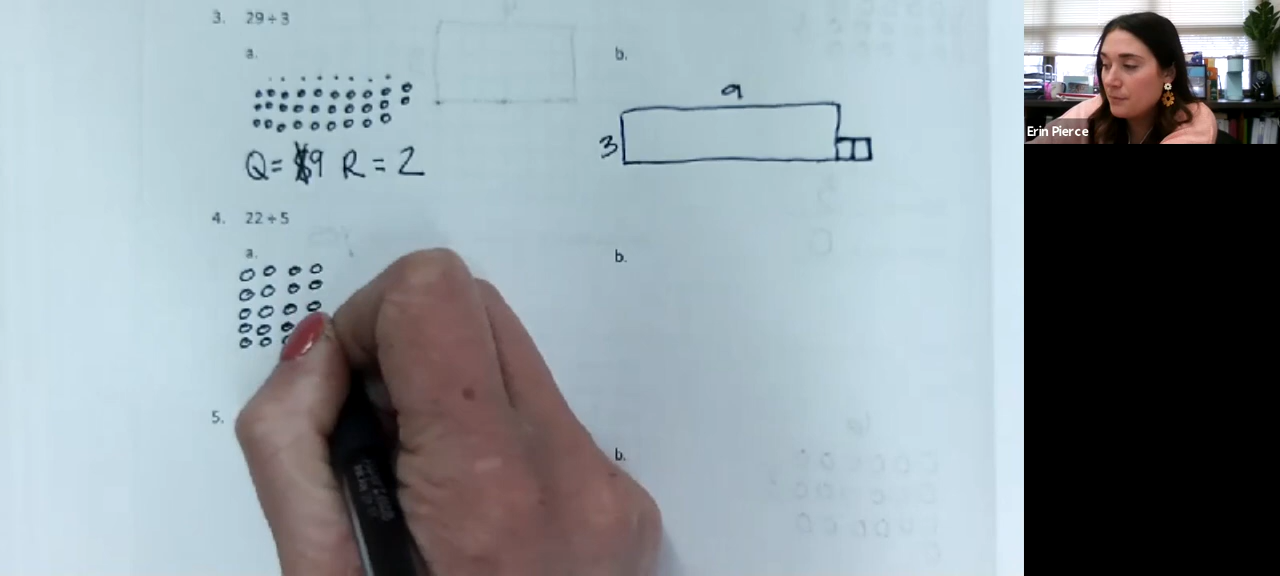 3. 29 ÷ 3
a.
b.
9
3
Q = 9 R = 2
4. 22 ÷ 5
a.
b.
5.
b.
Erin Pierce